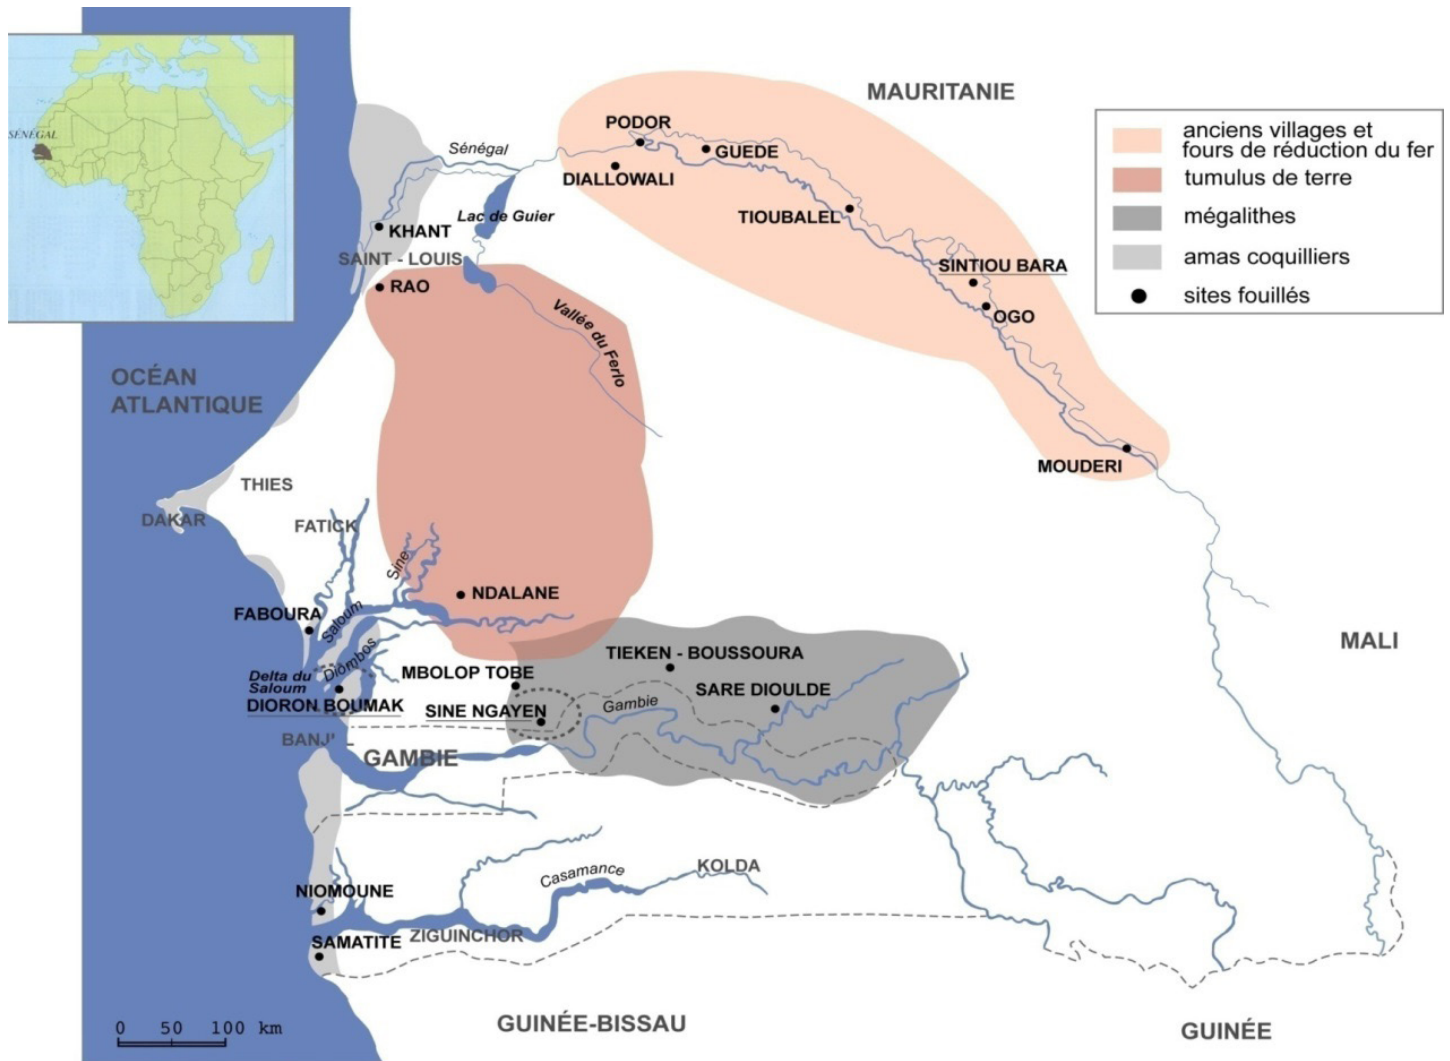 SÉNÉGAL
MAURITANIE
anciens villages et
fours de réduction du fer
tumulus de terre
mégalithes
amas coquilliers
sites fouillés
PODOR
GUEDE
DIALLOWALI
TIOUBALEL
SINTIOU BARA
OGO
MOUDERI
Sénégal
Lac de Guier
KHANT
SAINT - LOUIS
RAO
Vallée du Ferlo
OCÉAN
ATLANTIQUE
THIES
DAKAR
FATICK
Sine
NDALANE
FABOURA
Saloum
Diombos
Delta du
Saloum
DIORON BOUMAK
MBOLOP TOBE
SINE NGAYEN
TIEKEN - BOUSSOURA
SARE DIOULDE
Gambie
MALI
BANJ
GAMBIE
NIOMOUNE
SAMATITE
ZIGUINCHOR
Casamance
KOLDA
GUINÉE-BISSAU
GUINÉE
0 50 100 km